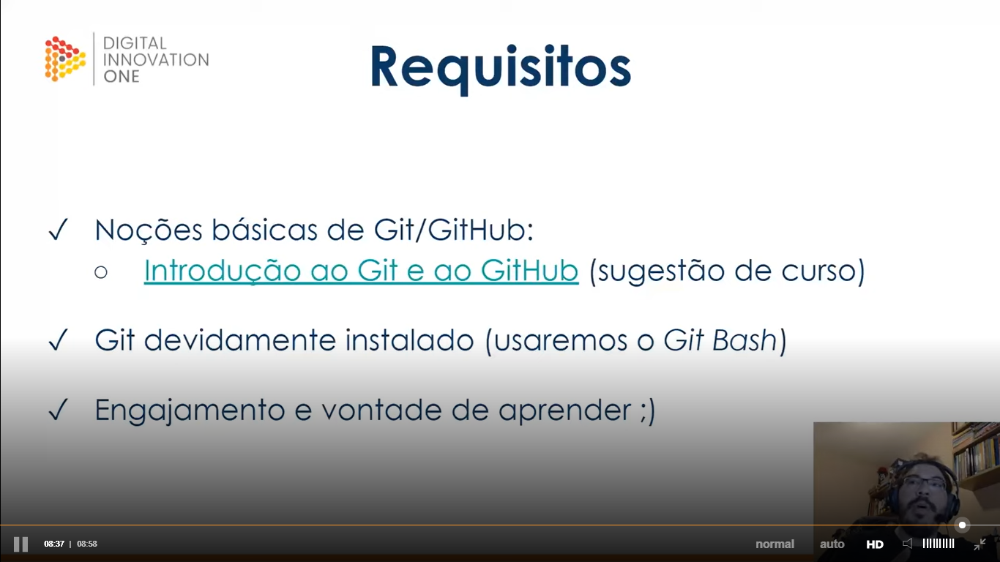 DIGITAL
INNOVATION
ONE
Requisitos
✓ Noções básicas de Git/GitHub:
○ Introdução ao Git e ao GitHub (sugestão de curso)
✓ Git devidamente instalado (usaremos o Git Bash)
✓ Engajamento e vontade de aprender ;)
08:37 | 08:58
normal auto HD